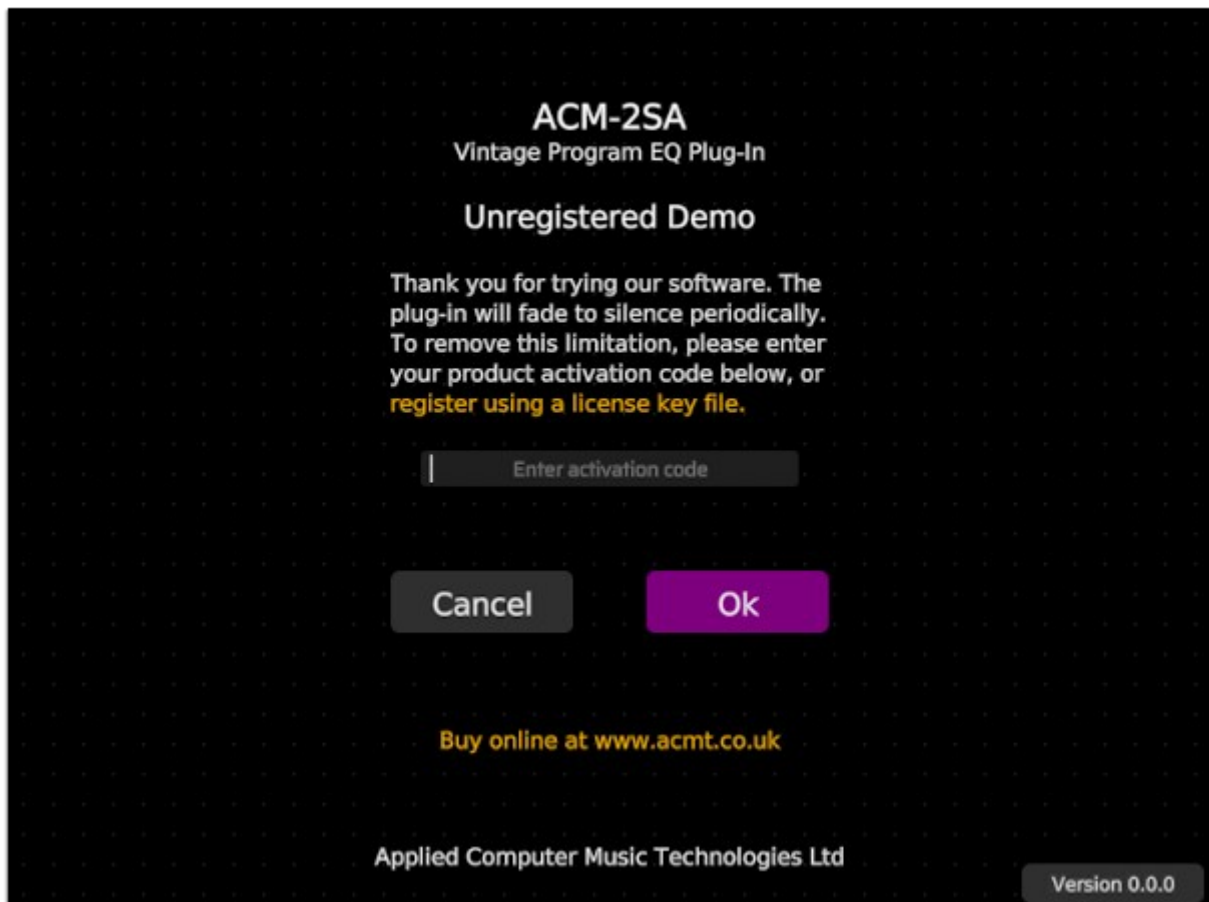 ACM-2SA
Vintage Program EQ Plug-In
Unregistered Demo
Thank you for trying our software. The
plug-in will fade to silence periodically.
To remove this limitation, please enter
your product activation code below, or
register using a license key file.
Enter activation code
Cancel
Ok
Buy online at www.acmt.co.uk
Applied Computer Music Technologies Ltd
Version 0.0.0